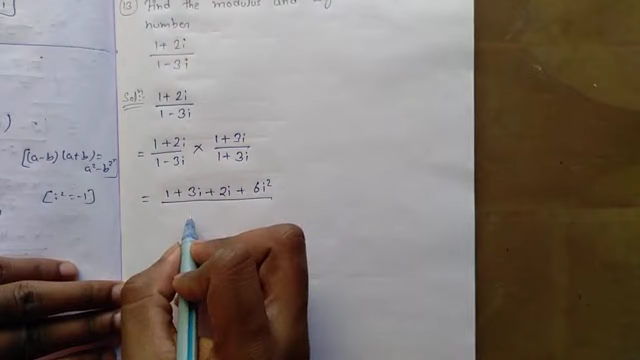 13) Find the modulus and
number
1+2i
1-3i
Sol:- 1+2i
1-3i
= 1+2i × 1+3i
1-3i 1+3i
[(a-b)(a+b)=
a²-b²]
[i²=-1]
= 1+3i+2i+6i²